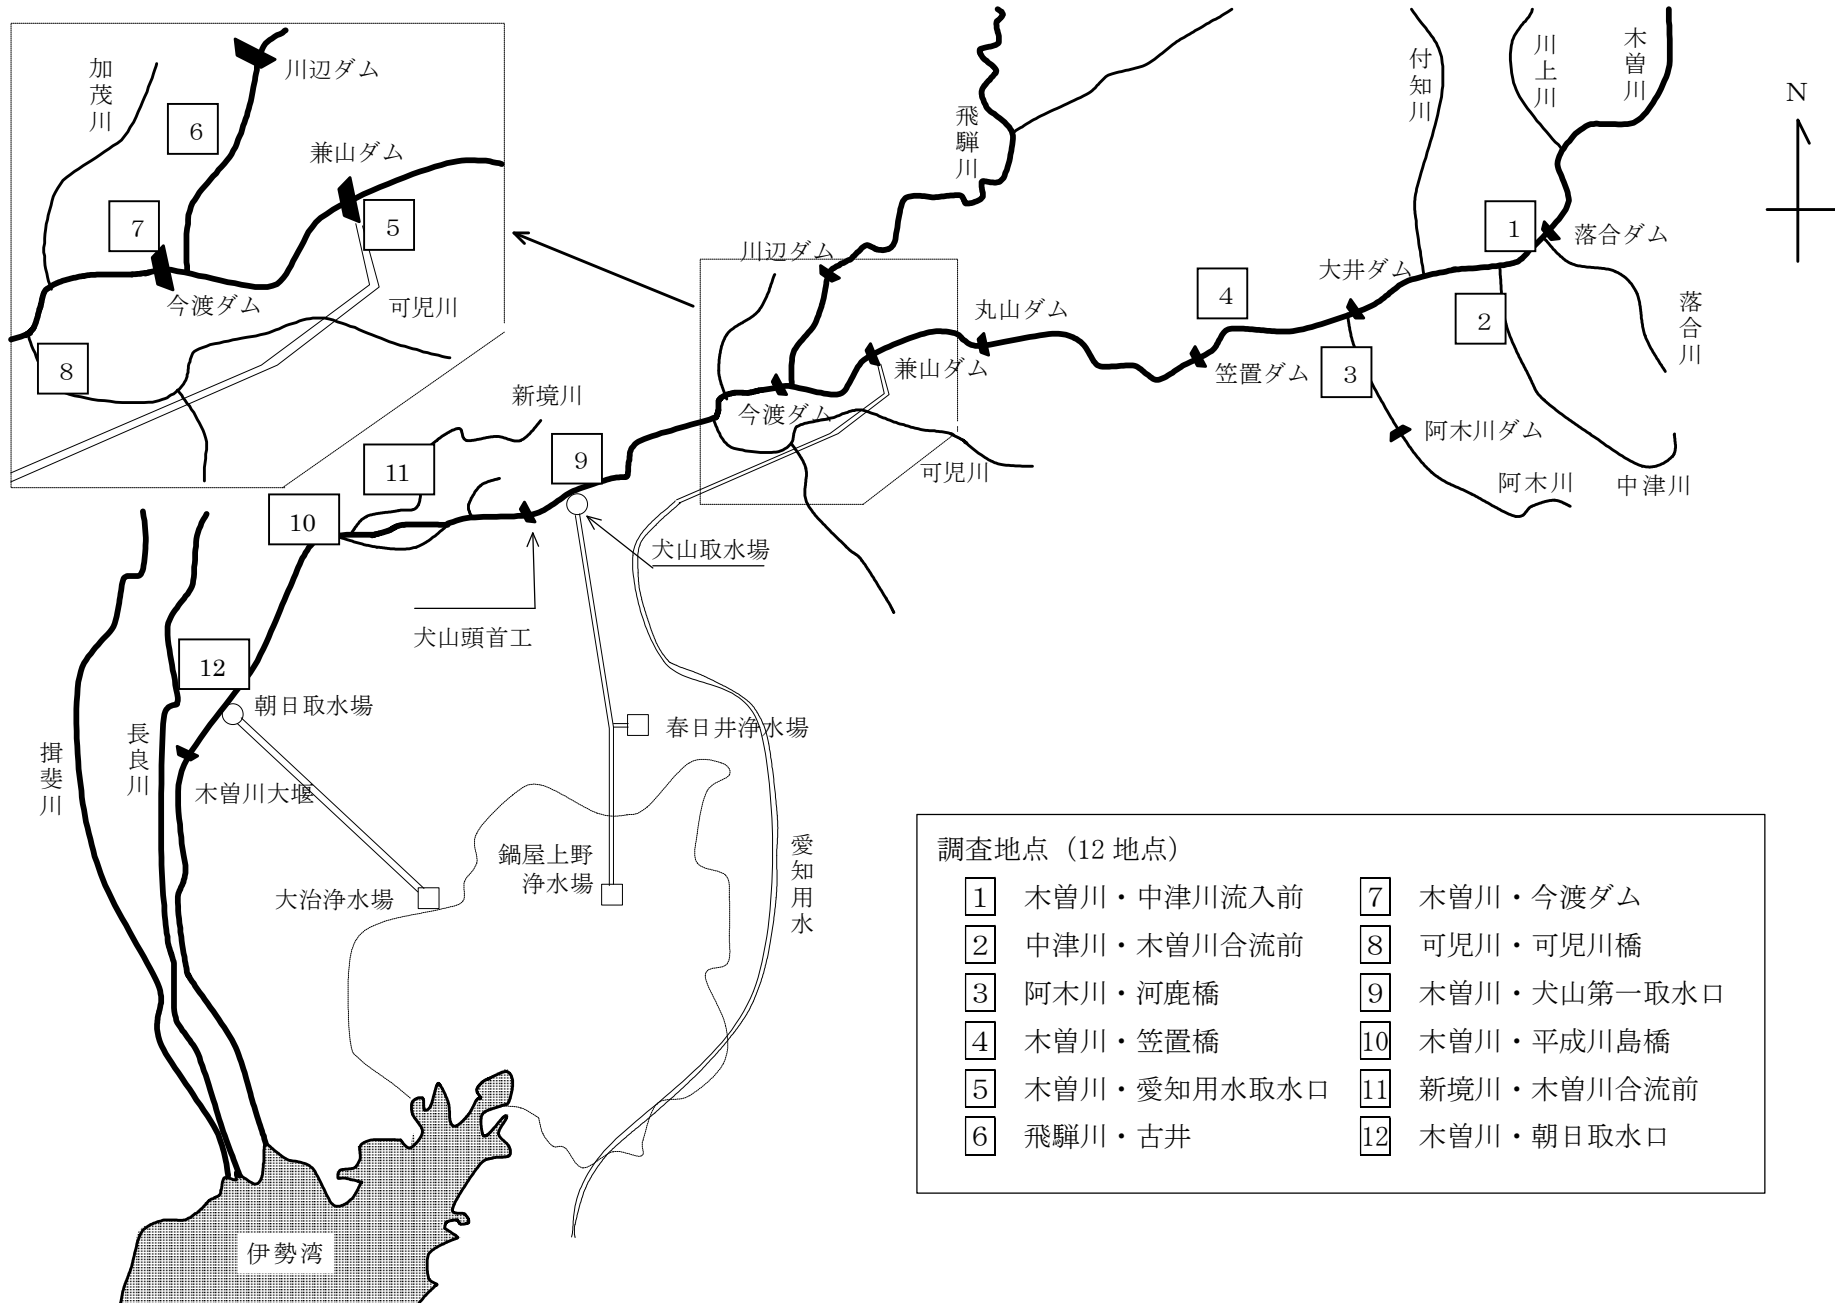 加茂川
川辺ダム
6
兼山ダム
7
5
今渡ダム
可児川
8
飛騨川
付知川
川上川
木曽川
N
1
落合ダム
川辺ダム
大井ダム
4
丸山ダム
2
落合川
兼山ダム
笠置ダム
3
新境川
今渡ダム
阿木川ダム
9
11
可児川
阿木川
中津川
10
犬山取水場
犬山頭首工
12
朝日取水場
春日井浄水場
揖斐川
長良川
木曽川大堰
愛知用水
鍋屋上野
浄水場
大治浄水場
伊勢湾
調査地点（12 地点）
1 木曽川・中津川流入前
2 中津川・木曽川合流前
3 阿木川・河鹿橋
4 木曽川・笠置橋
5 木曽川・愛知用水取水口
6 飛騨川・古井
7 木曽川・今渡ダム
8 可児川・可児川橋
9 木曽川・犬山第一取水口
10 木曽川・平成川島橋
11 新境川・木曽川合流前
12 木曽川・朝日取水口